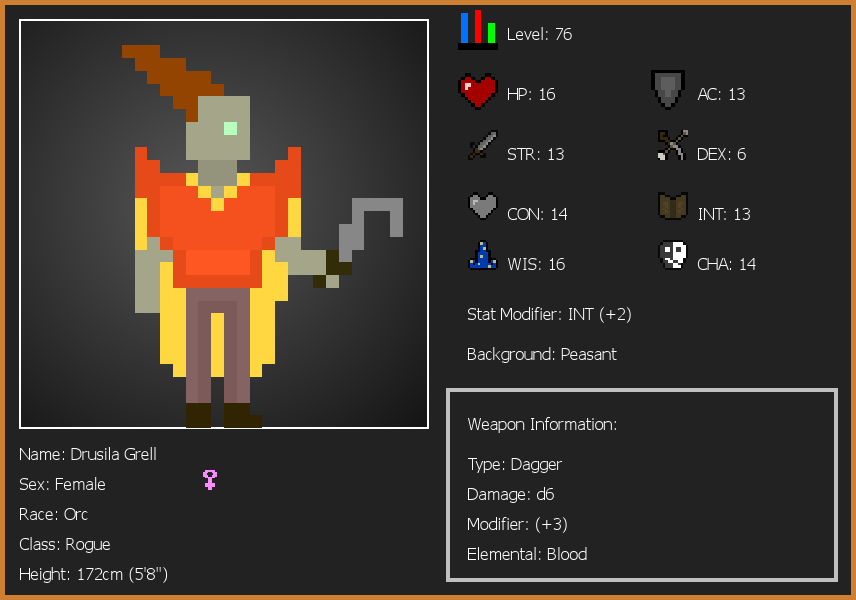 Level: 76
HP: 16
AC: 13
STR: 13
DEX: 6
CON: 14
INT: 13
WIS: 16
CHA: 14
Stat Modifier: INT (+2)
Background: Peasant
Weapon Information:
Type: Dagger
Damage: d6
Modifier: (+3)
Elemental: Blood
Name: Drusila Grell
Sex: Female
Race: Orc
Class: Rogue
Height: 172cm (5'8")